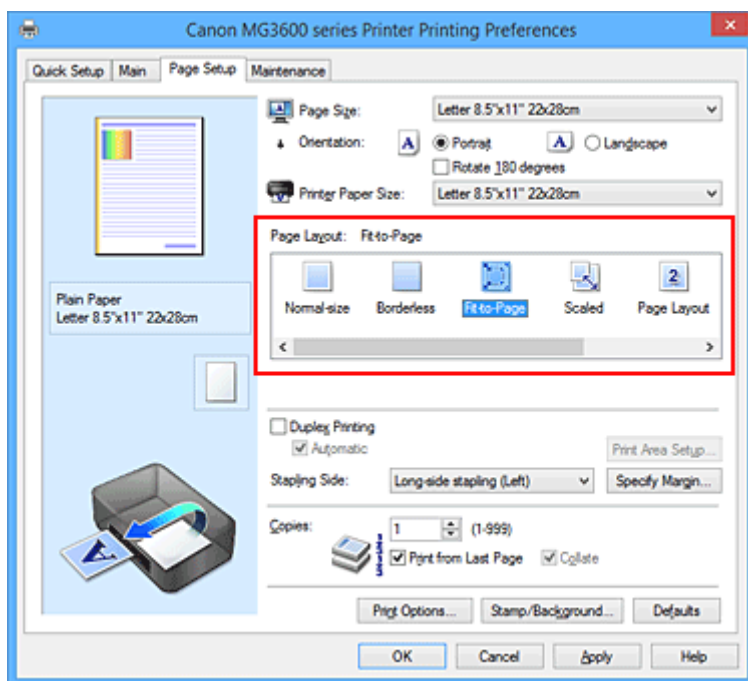 Canon MG3600 series Printer Printing Preferences
Quick Setup Main Page Setup Maintenance
Page Size: Letter 8.5"x11" 22x28cm
Orientation: A Portrait A Landscape
Rotate 180 degrees
Printer Paper Size: Letter 8.5"x11" 22x28cm
Page Layout: Fit-to-Page
2
Normal-size Borderless Fit-to-Page Scaled Page Layout
Plain Paper
Letter 8.5"x11" 22x28cm
Duplex Printing
Automatic
Print Area Setup...
Stapling Side: Long-side stapling (Left) Specify Margin...
Copies: 1 (1-999)
Print from Last Page Collate
A
Print Options... Stamp/Background... Defaults
OK Cancel Apply Help